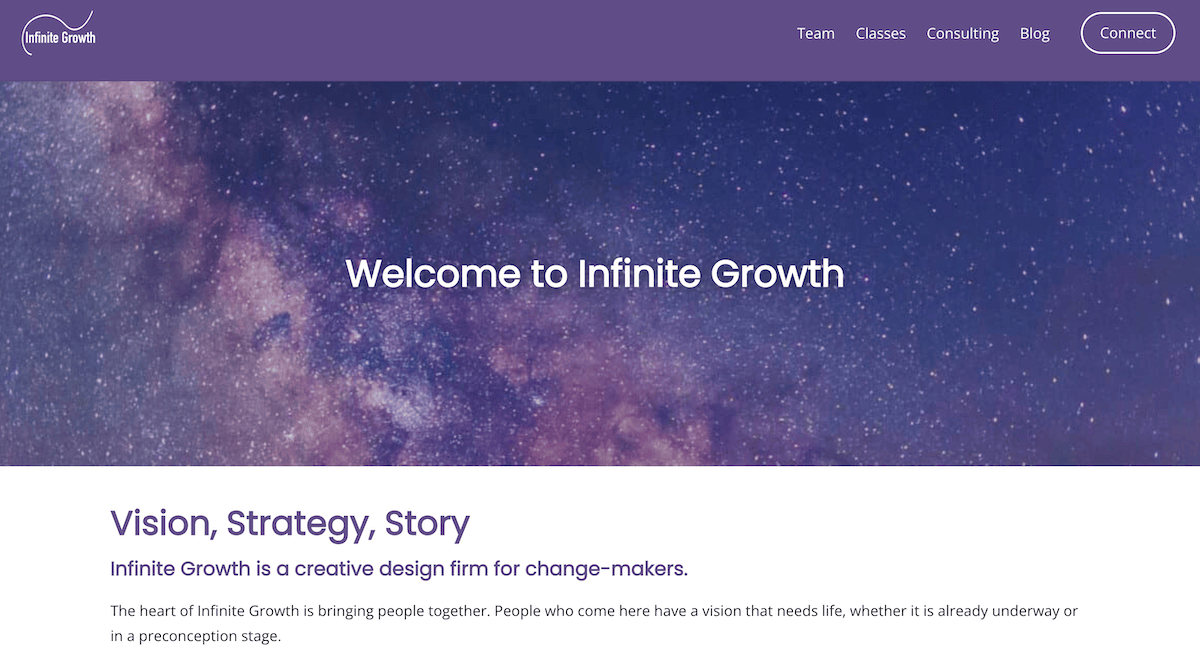 Infinite Growth
Team Classes Consulting Blog Connect
Welcome to Infinite Growth
Vision, Strategy, Story
Infinite Growth is a creative design firm for change-makers.
The heart of Infinite Growth is bringing people together. People who come here have a vision that needs life, whether it is already underway or
in a preconception stage.